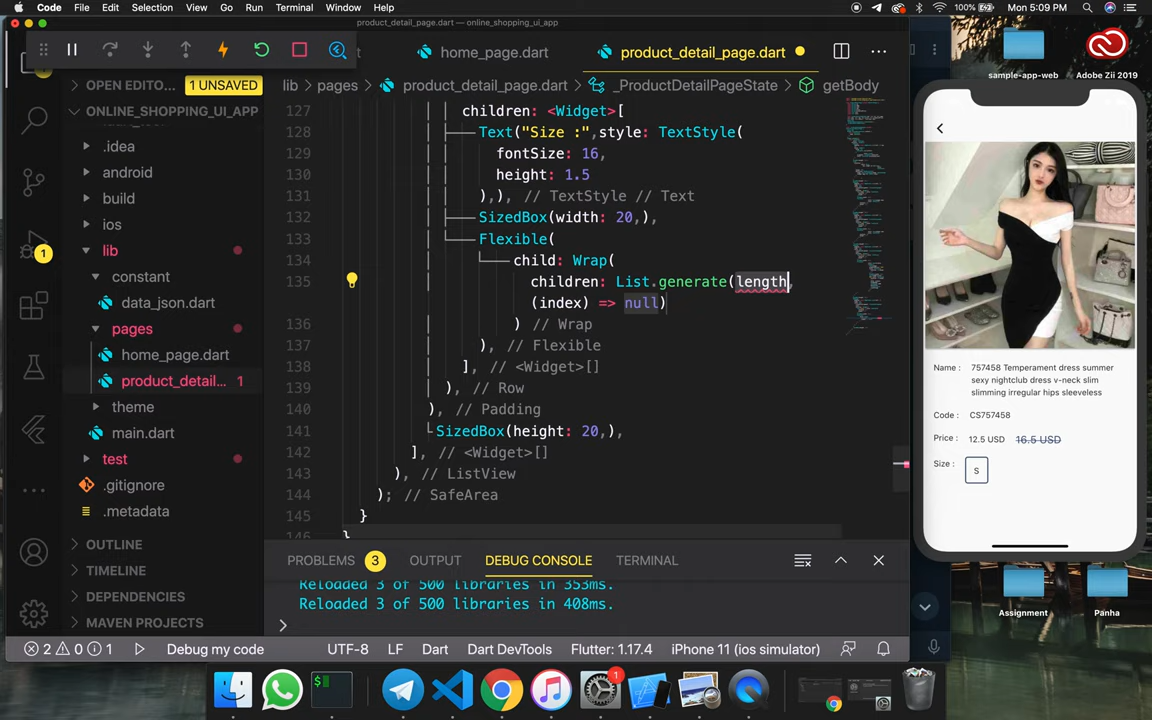 Code File Edit Selection View Go Run Terminal Window Help 100% Mon 5:09 PM
product_detail_page.dart — online_shopping_ui_app
home_page.dart product_detail_page.dart
OPEN EDITO... 1 UNSAVED
lib pages product_detail_page.dart _ProductDetailPageState getBody
ONLINE_SHOPPING_UI_APP
.idea
android
build
ios
lib
constant
data_json.dart
pages
home_page.dart
product_detail... 1
theme
main.dart
test
.gitignore
.metadata
OUTLINE
TIMELINE
DEPENDENCIES
MAVEN PROJECTS
1
127 children: <Widget>[
128 Text("Size :",style: TextStyle(
129 fontSize: 16,
130 height: 1.5
131 ),), // TextStyle // Text
132 SizedBox(width: 20,),
133 Flexible(
134 child: Wrap(
135 children: List.generate(length,
(index) => null)
136 ) // Wrap
137 ), // Flexible
138 ], // <Widget>[]
139 ), // Row
140 ), // Padding
141 SizedBox(height: 20,),
142 ], // <Widget>[]
143 ), // ListView
144 ); // SafeArea
145 }
146 }
PROBLEMS 3 OUTPUT DEBUG CONSOLE TERMINAL
Reloaded 3 of 500 libraries in 353ms.
Reloaded 3 of 500 libraries in 408ms.
2 0 1 Debug my code UTF-8 LF Dart Dart DevTools Flutter: 1.17.4 iPhone 11 (ios simulator)
sample-app-web
Adobe Zii 2019
Name : 757458 Temperament dress summer
sexy nightclub dress v-neck slim
slimming irregular hips sleeveless
Code : CS757458
Price : 12.5 USD 16.5 USD
Size : S
Assignment
Panha
1